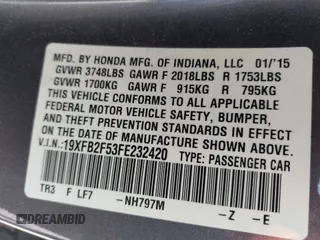 MFD. BY HONDA MFG. OF INDIANA, LLC 01/'15
GVWR 3748LBS GAWR F 2018LBS R 1753LBS
GVWR 1700KG GAWR F 915KG R 795KG
THIS VEHICLE CONFORMS TO ALL APPLICABLE
FEDERAL MOTOR VEHICLE SAFETY, BUMPER,
AND THEFT PREVENTION STANDARDS IN EFFECT
ON THE DATE OF MANUFACTURE SHOWN ABOVE.
V.I.N.: 19XFB2F53FE232420 TYPE: PASSENGER CAR
TR3 F LF7 -NH797M -Z -E
DREAMBID